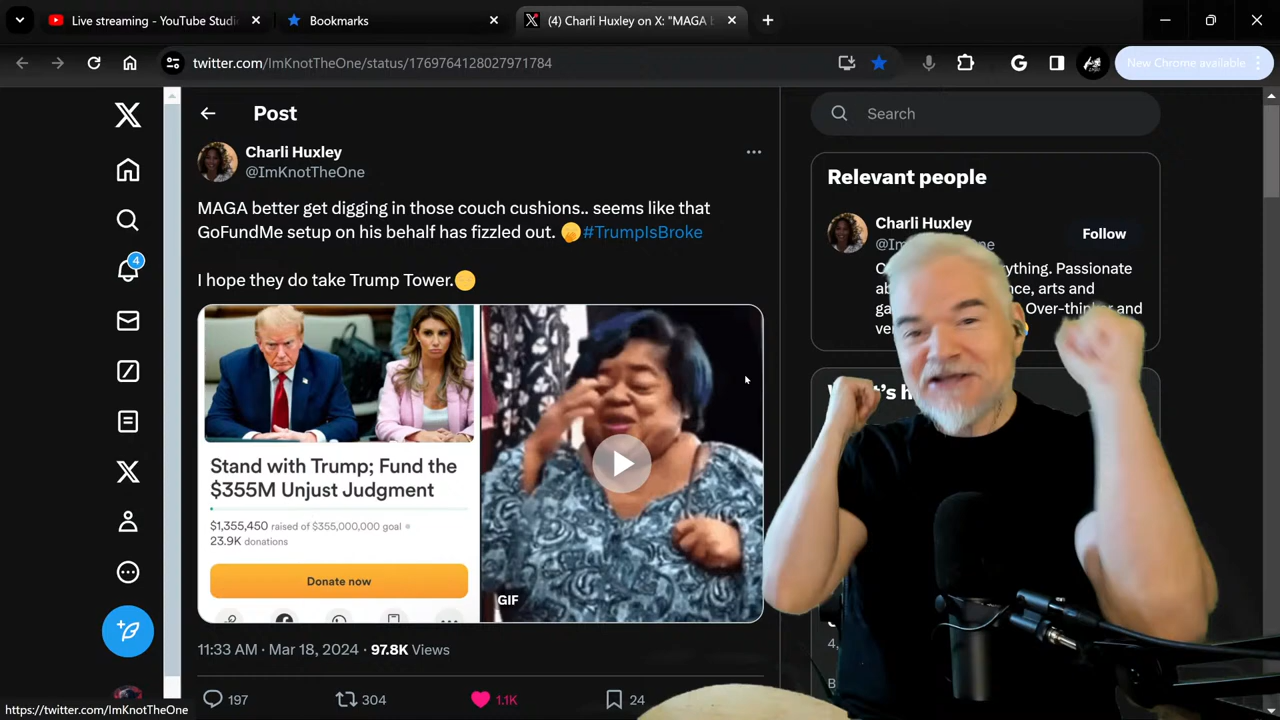 Live streaming - YouTube Studi
Bookmarks
(4) Charli Huxley on X: "MAGA b
twitter.com/ImKnotTheOne/status/1769764128027971784
New Chrome available
Post
Search
Charli Huxley
@ImKnotTheOne
MAGA better get digging in those couch cushions.. seems like that
GoFundMe setup on his behalf has fizzled out. #TrumpIsBroke
I hope they do take Trump Tower.
Relevant people
Charli Huxley
Follow
4
Stand with Trump; Fund the
$355M Unjust Judgment
$1,355,450 raised of $355,000,000 goal
23.9K donations
Donate now
GIF
11:33 AM · Mar 18, 2024 · 97.8K Views
197 304 1.1K 24
https://twitter.com/ImKnotTheOne